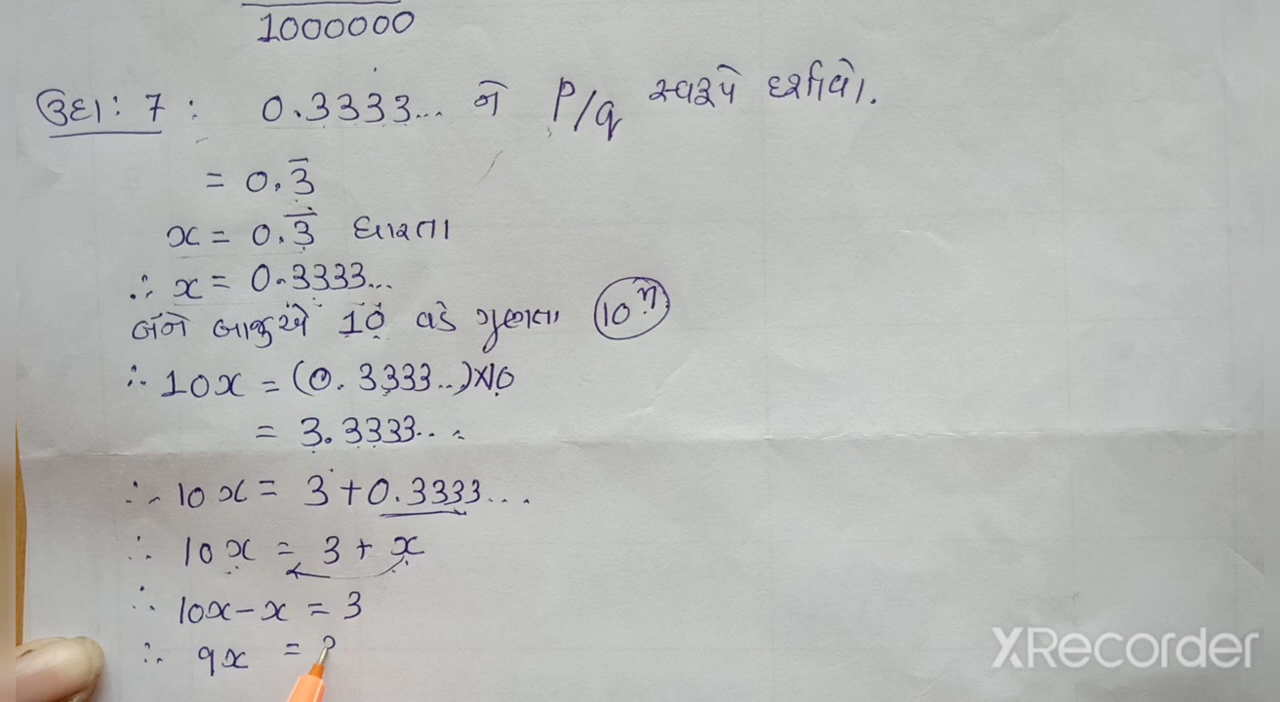 1000000
ઉદા: 7 : 0.3333... ને P/q સ્વરૂપે દર્શાવો.
= 0.3̅
x = 0.3̅ ધારતા
∴ x = 0.3333...
બંને બાજુએ 10 વડે ગુણતા 10ⁿ
∴ 10x = (0.3333..)×10
= 3.3333...
∴ 10x = 3+0.3333...
∴ 10x = 3 + x
∴ 10x - x = 3
∴ 9x =
XRecorder